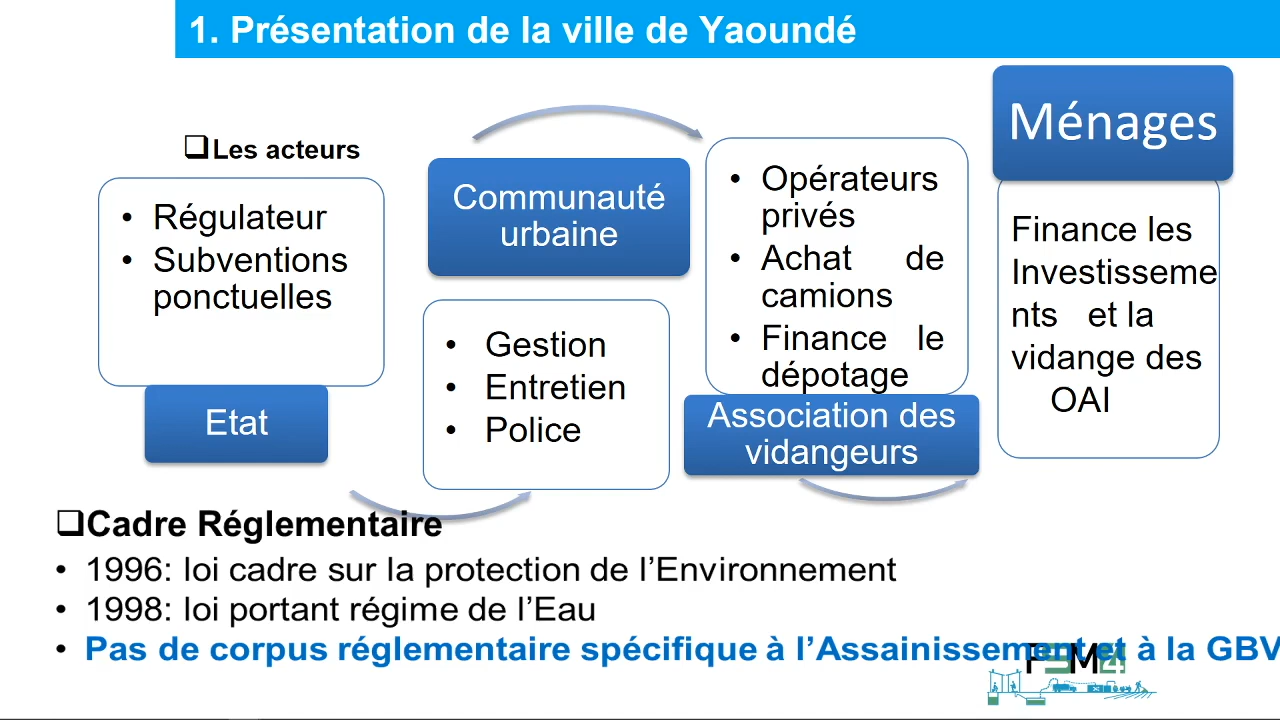 1. Présentation de la ville de Yaoundé
Les acteurs
• Régulateur
• Subventions
ponctuelles
Etat
Communauté
urbaine
• Gestion
• Entretien
• Police
• Opérateurs
privés
• Achat de
camions
• Finance le
dépotage
Association des
vidangeurs
Ménages
Finance les
Investisseme
nts et la
vidange des
OAI
Cadre Réglementaire
• 1996: loi cadre sur la protection de l’Environnement
• 1998: loi portant régime de l’Eau
• Pas de corpus réglementaire spécifique à l’Assainissement et à la GBV
FSM4